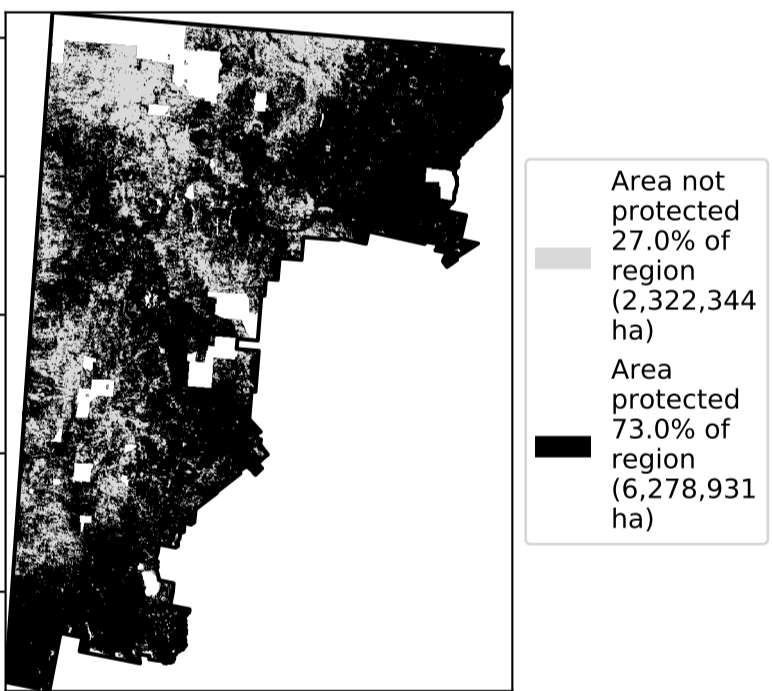 Area not
protected
27.0% of
region
(2,322,344
ha)
Area
protected
73.0% of
region
(6,278,931
ha)